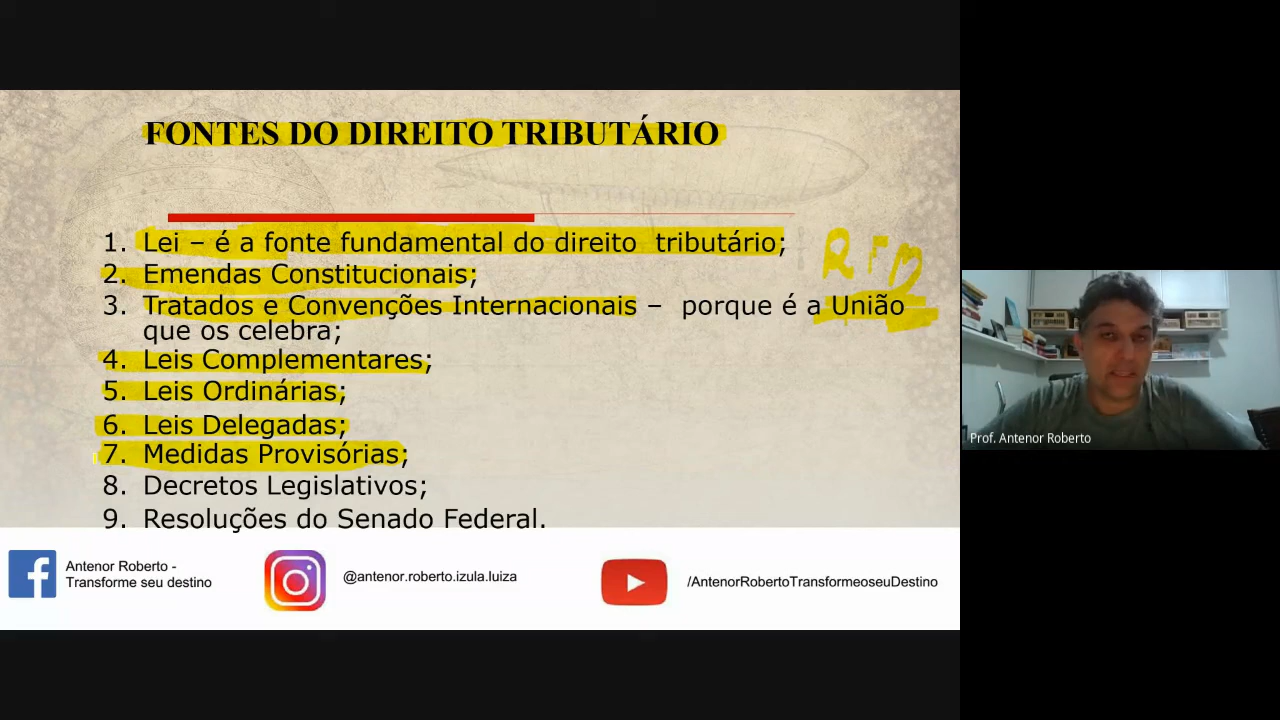 FONTES DO DIREITO TRIBUTÁRIO
1. Lei – é a fonte fundamental do direito tributário;
2. Emendas Constitucionais;
3. Tratados e Convenções Internacionais – porque é a União
que os celebra;
4. Leis Complementares;
5. Leis Ordinárias;
6. Leis Delegadas;
7. Medidas Provisórias;
8. Decretos Legislativos;
9. Resoluções do Senado Federal.
Antenor Roberto -
Transforme seu destino
@antenor.roberto.izula.luiza
/AntenorRobertoTransformeoseuDestino
Prof. Antenor Roberto